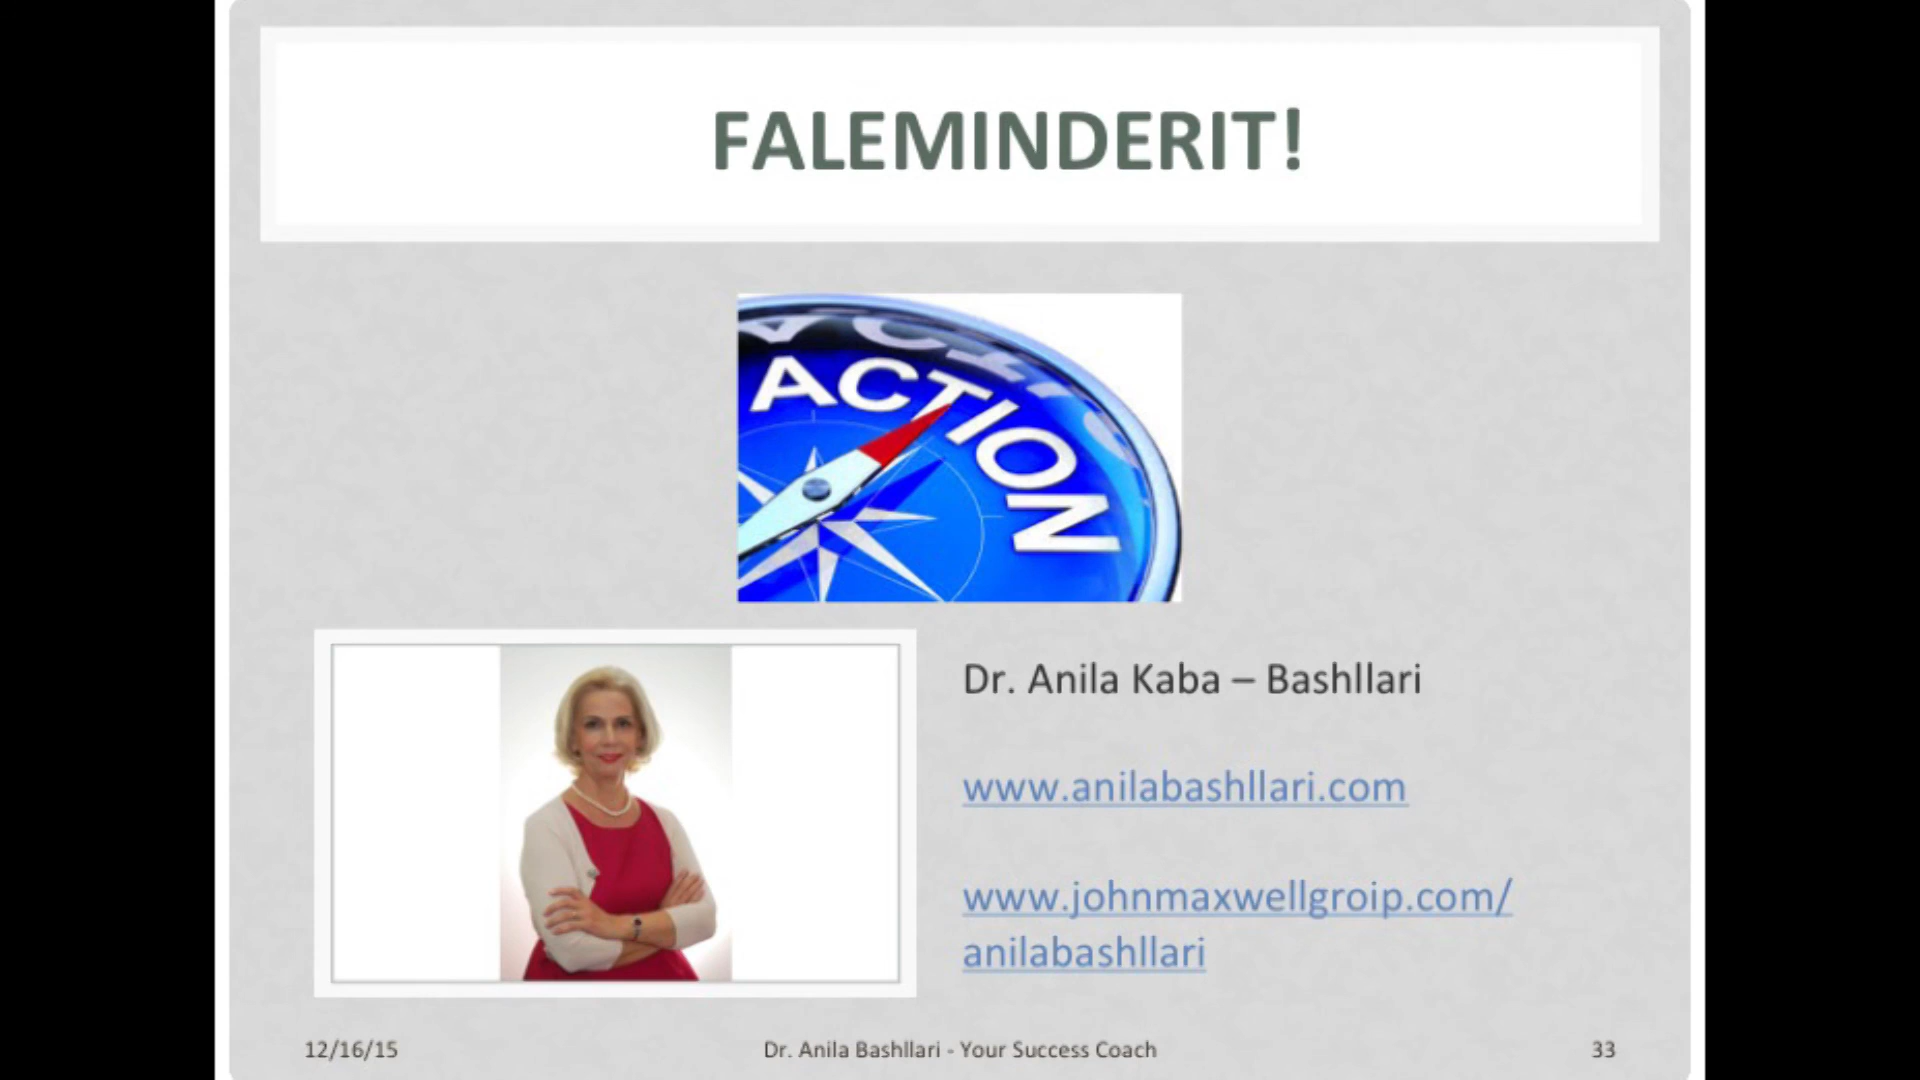 FALEMINDERIT!
ACTION
Dr. Anila Kaba – Bashllari
www.anilabashllari.com
www.johnmaxwellgroip.com/
anilabashllari
12/16/15
Dr. Anila Bashllari - Your Success Coach
33